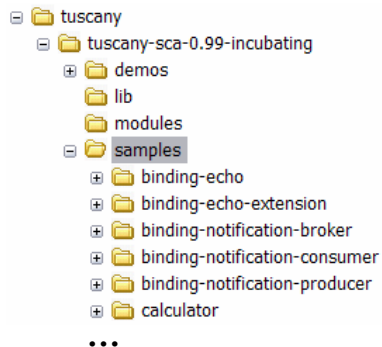 tuscany
tuscany-sca-0.99-incubating
demos
lib
modules
samples
binding-echo
binding-echo-extension
binding-notification-broker
binding-notification-consumer
binding-notification-producer
calculator
...